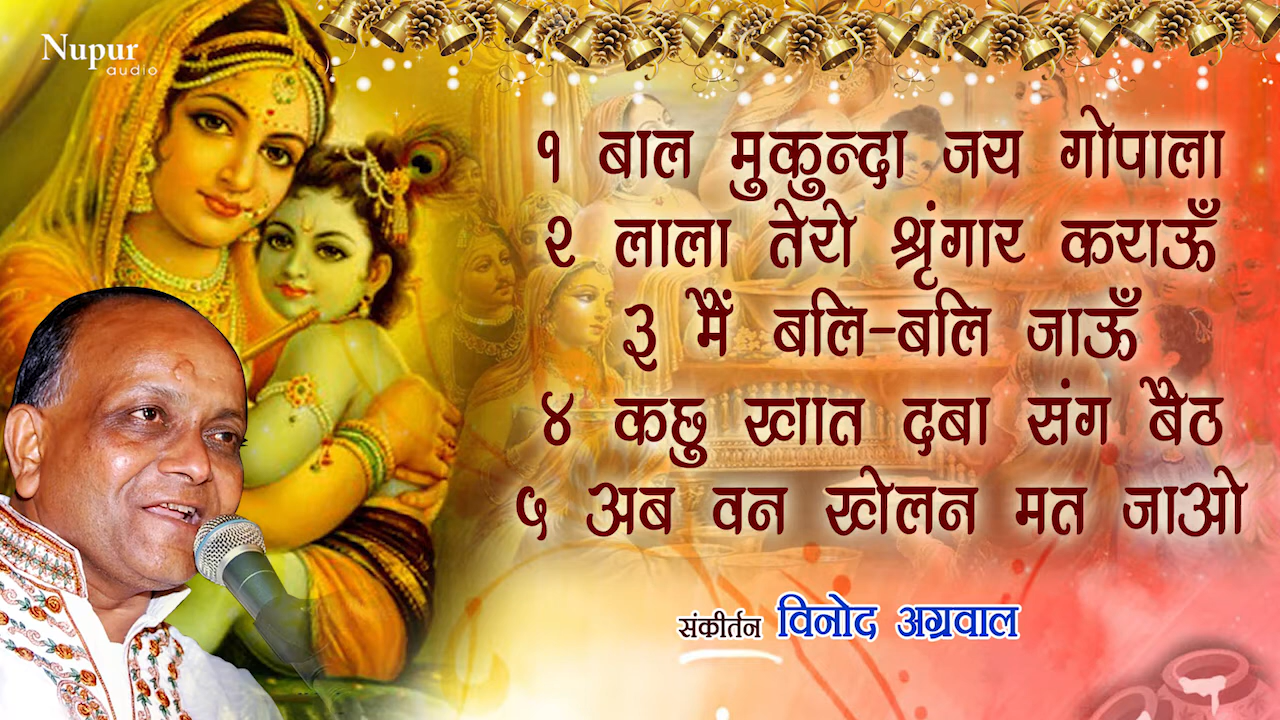 Nupur
audio
१ बाल मुकुन्दा जय गोपाला
२ लाला तेरो श्रृंगार कराऊँ
३ मैं बलि-बलि जाऊँ
४ कछु खात दबा संग बैठ
५ अब वन खेलन मत जाओ
संकीर्तन विनोद अग्रवाल